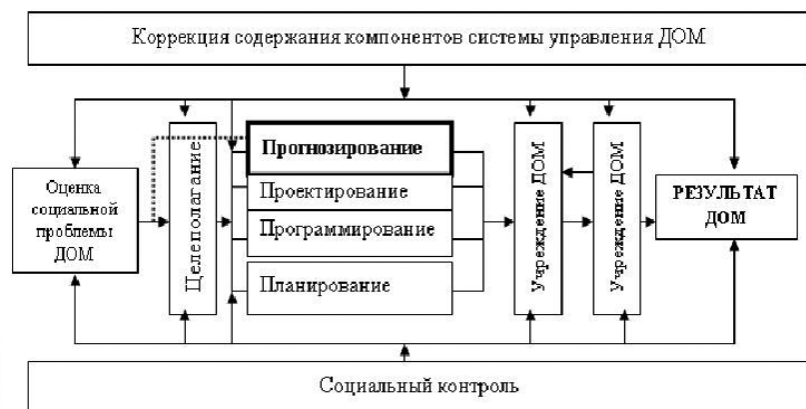 Коррекция содержания компонентов системы управления ДОМ
Оценка
социальной
проблемы
ДОМ
Целеполагание
Прогнозирование
Проектирование
Программирование
Планирование
Учреждение ДОМ
Учреждение ДОМ
РЕЗУЛЬТАТ
ДОМ
Социальный контроль